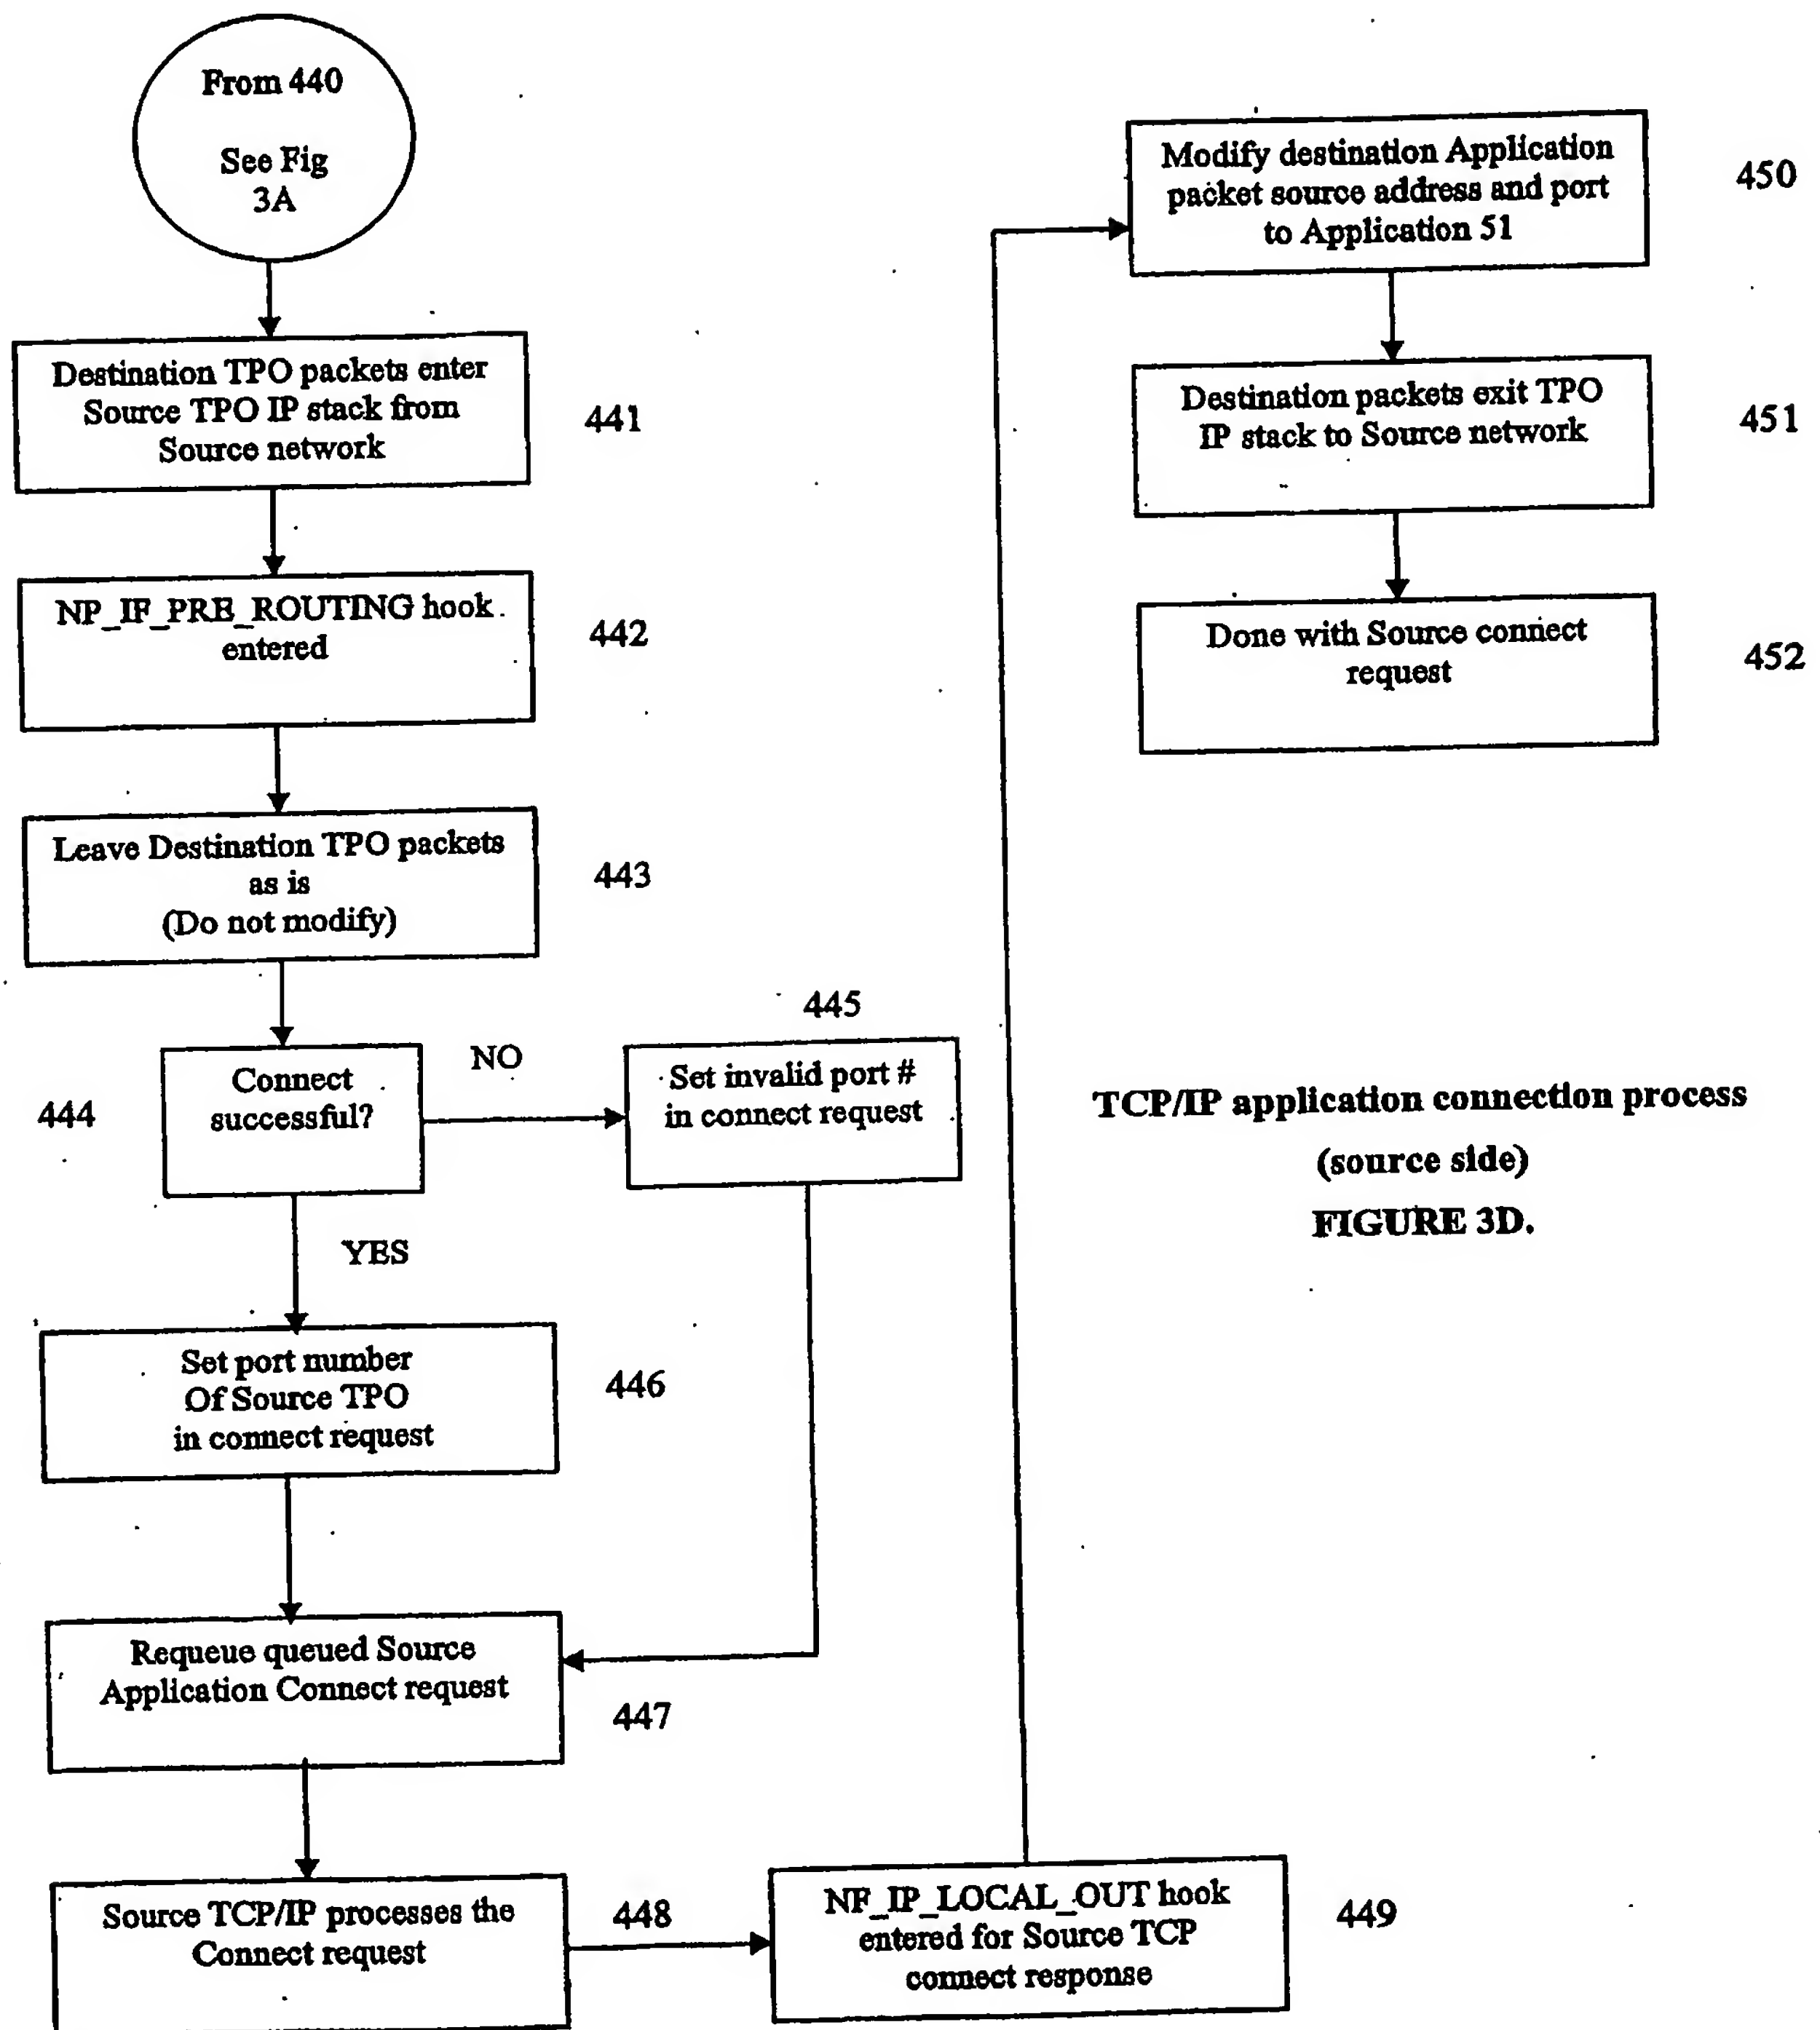 From 440
See Fig
3A
Destination TPO packets enter
Source TPO IP stack from
Source network
441
NP_IF_PRE_ROUTING hook
entered
442
Leave Destination TPO packets
as is
(Do not modify)
443
444
Connect
successful?
NO
445
Set invalid port #
in connect request
YES
Set port number
Of Source TPO
in connect request
446
Requeue queued Source
Application Connect request
447
Source TCP/IP processes the
Connect request
448
NF_IP_LOCAL_OUT hook
entered for Source TCP
connect response
449
Modify destination Application
packet source address and port
to Application 51
450
Destination packets exit TPO
IP stack to Source network
451
Done with Source connect
request
452
TCP/IP application connection process
(source side)
FIGURE 3D.